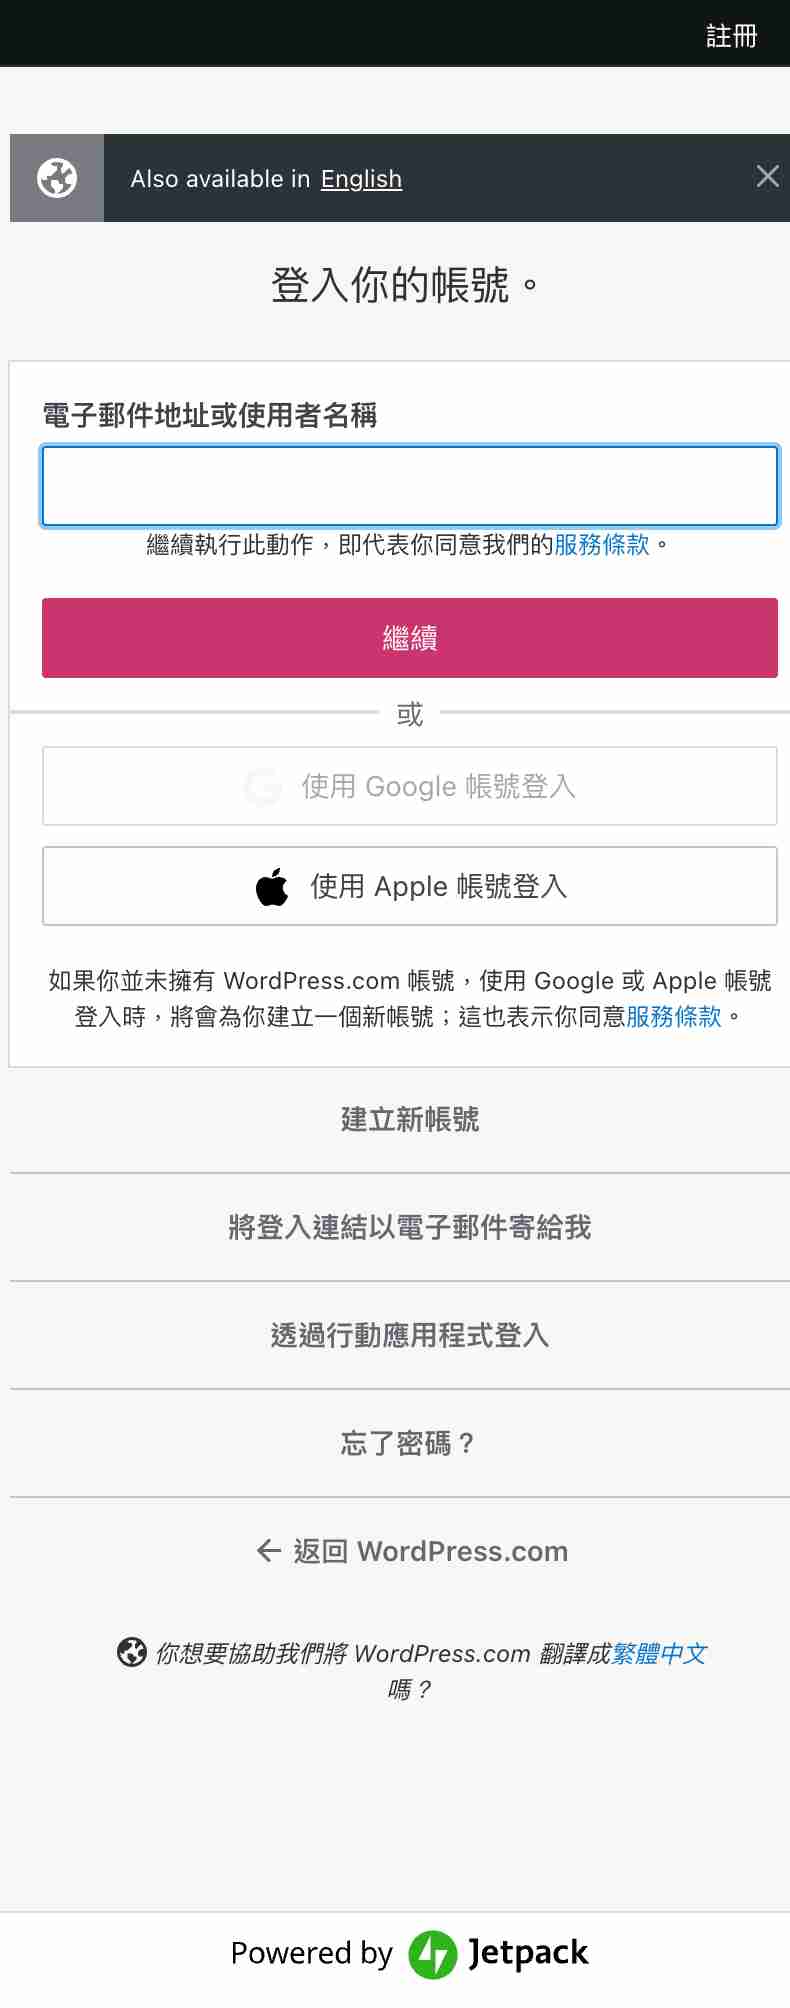 註冊
Also available in English
登入你的帳號。
電子郵件地址或使用者名稱
繼續執行此動作，即代表你同意我們的服務條款。
繼續
或
使用 Google 帳號登入
使用 Apple 帳號登入
如果你並未擁有 WordPress.com 帳號，使用 Google 或 Apple 帳號
登入時，將會為你建立一個新帳號；這也表示你同意服務條款。
建立新帳號
將登入連結以電子郵件寄給我
透過行動應用程式登入
忘了密碼？
← 返回 WordPress.com
你想要協助我們將 WordPress.com 翻譯成繁體中文
嗎？
Powered by Jetpack